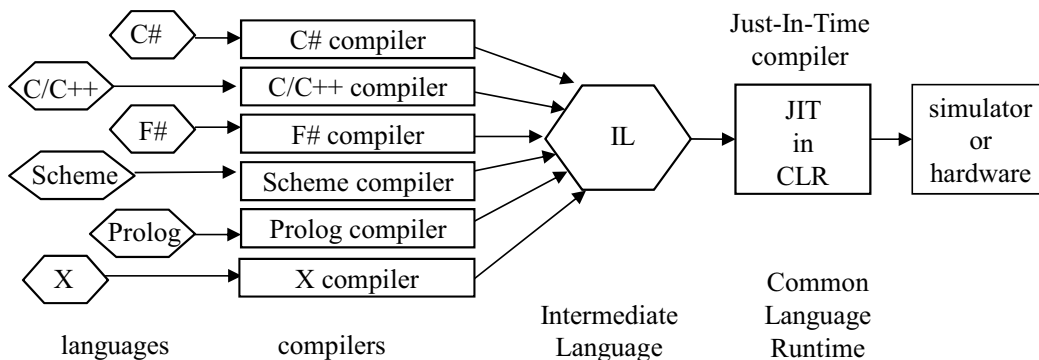 C#
C# compiler
C/C++
C/C++ compiler
F#
F# compiler
Scheme
Scheme compiler
Prolog
Prolog compiler
X
X compiler
languages
compilers
IL
Intermediate
Language
Just-In-Time
compiler
JIT
in
CLR
Common
Language
Runtime
simulator
or
hardware